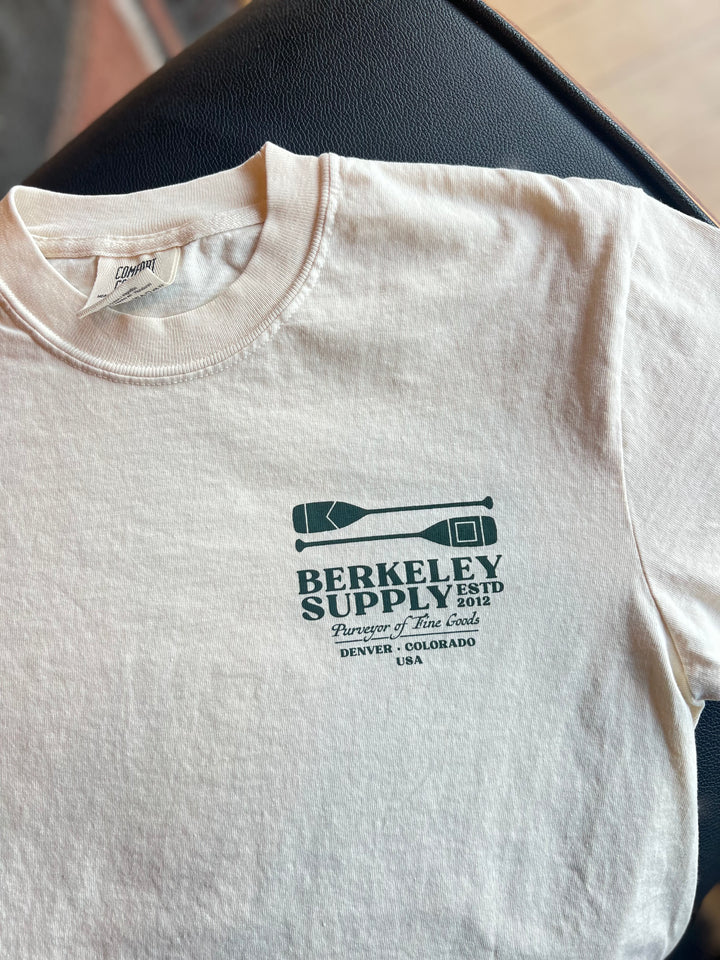 COMFORT
BERKELEY
SUPPLY ESTD 2012
Purveyor of Fine Goods
DENVER · COLORADO
USA